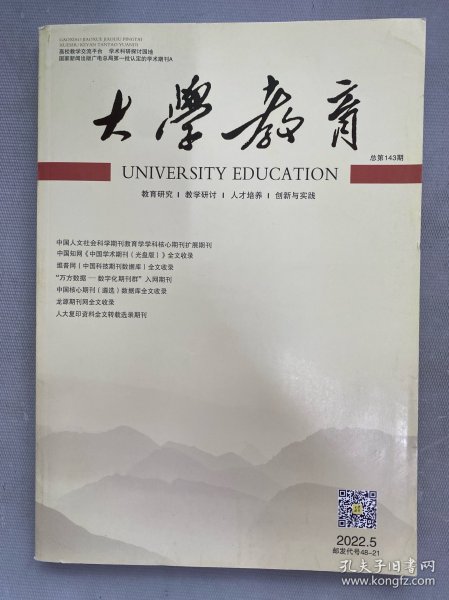 GAOXIAO JIAOXUE JIAOLIU PINGTAI
XUESHU KEYAN TANTAO YUANDI
高校教学交流平台 学术科研探讨园地
国家新闻出版广电总局第一批认定的学术期刊A
大學教育
总第143期
UNIVERSITY EDUCATION
教育研究 | 教学研讨 | 人才培养 | 创新与实践
中国人文社会科学期刊教育学学科核心期刊扩展期刊
中国知网《中国学术期刊(光盘版)》全文收录
维普网(中国科技期刊数据库)全文收录
“万方数据—数字化期刊群”入网期刊
中国核心期刊(遴选)数据库全文收录
龙源期刊网全文收录
人大复印资料全文转载选录期刊
2022.5
邮发代号48-21
孔夫子旧书网
kongfz.com